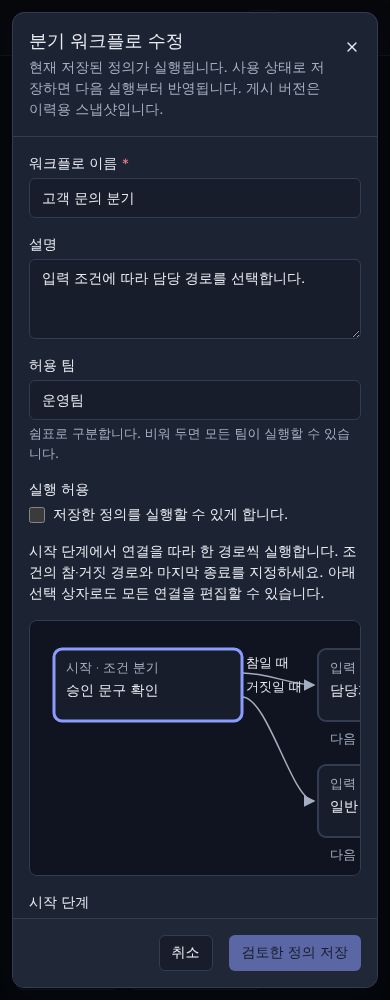 분기 워크플로 수정
현재 저장된 정의가 실행됩니다. 사용 상태로 저
장하면 다음 실행부터 반영됩니다. 게시 버전은
이력용 스냅샷입니다.
워크플로 이름 *
고객 문의 분기
설명
입력 조건에 따라 담당 경로를 선택합니다.
허용 팀
운영팀
쉼표로 구분합니다. 비워 두면 모든 팀이 실행할 수 있습
니다.
실행 허용
저장한 정의를 실행할 수 있게 합니다.
시작 단계에서 연결을 따라 한 경로씩 실행합니다. 조
건의 참·거짓 경로와 마지막 종료를 지정하세요. 아래
선택 상자로도 모든 연결을 편집할 수 있습니다.
시작 · 조건 분기
승인 문구 확인
참일 때
거짓일 때
입력
담당
다음
입력
일반
다음
시작 단계
취소
검토한 정의 저장